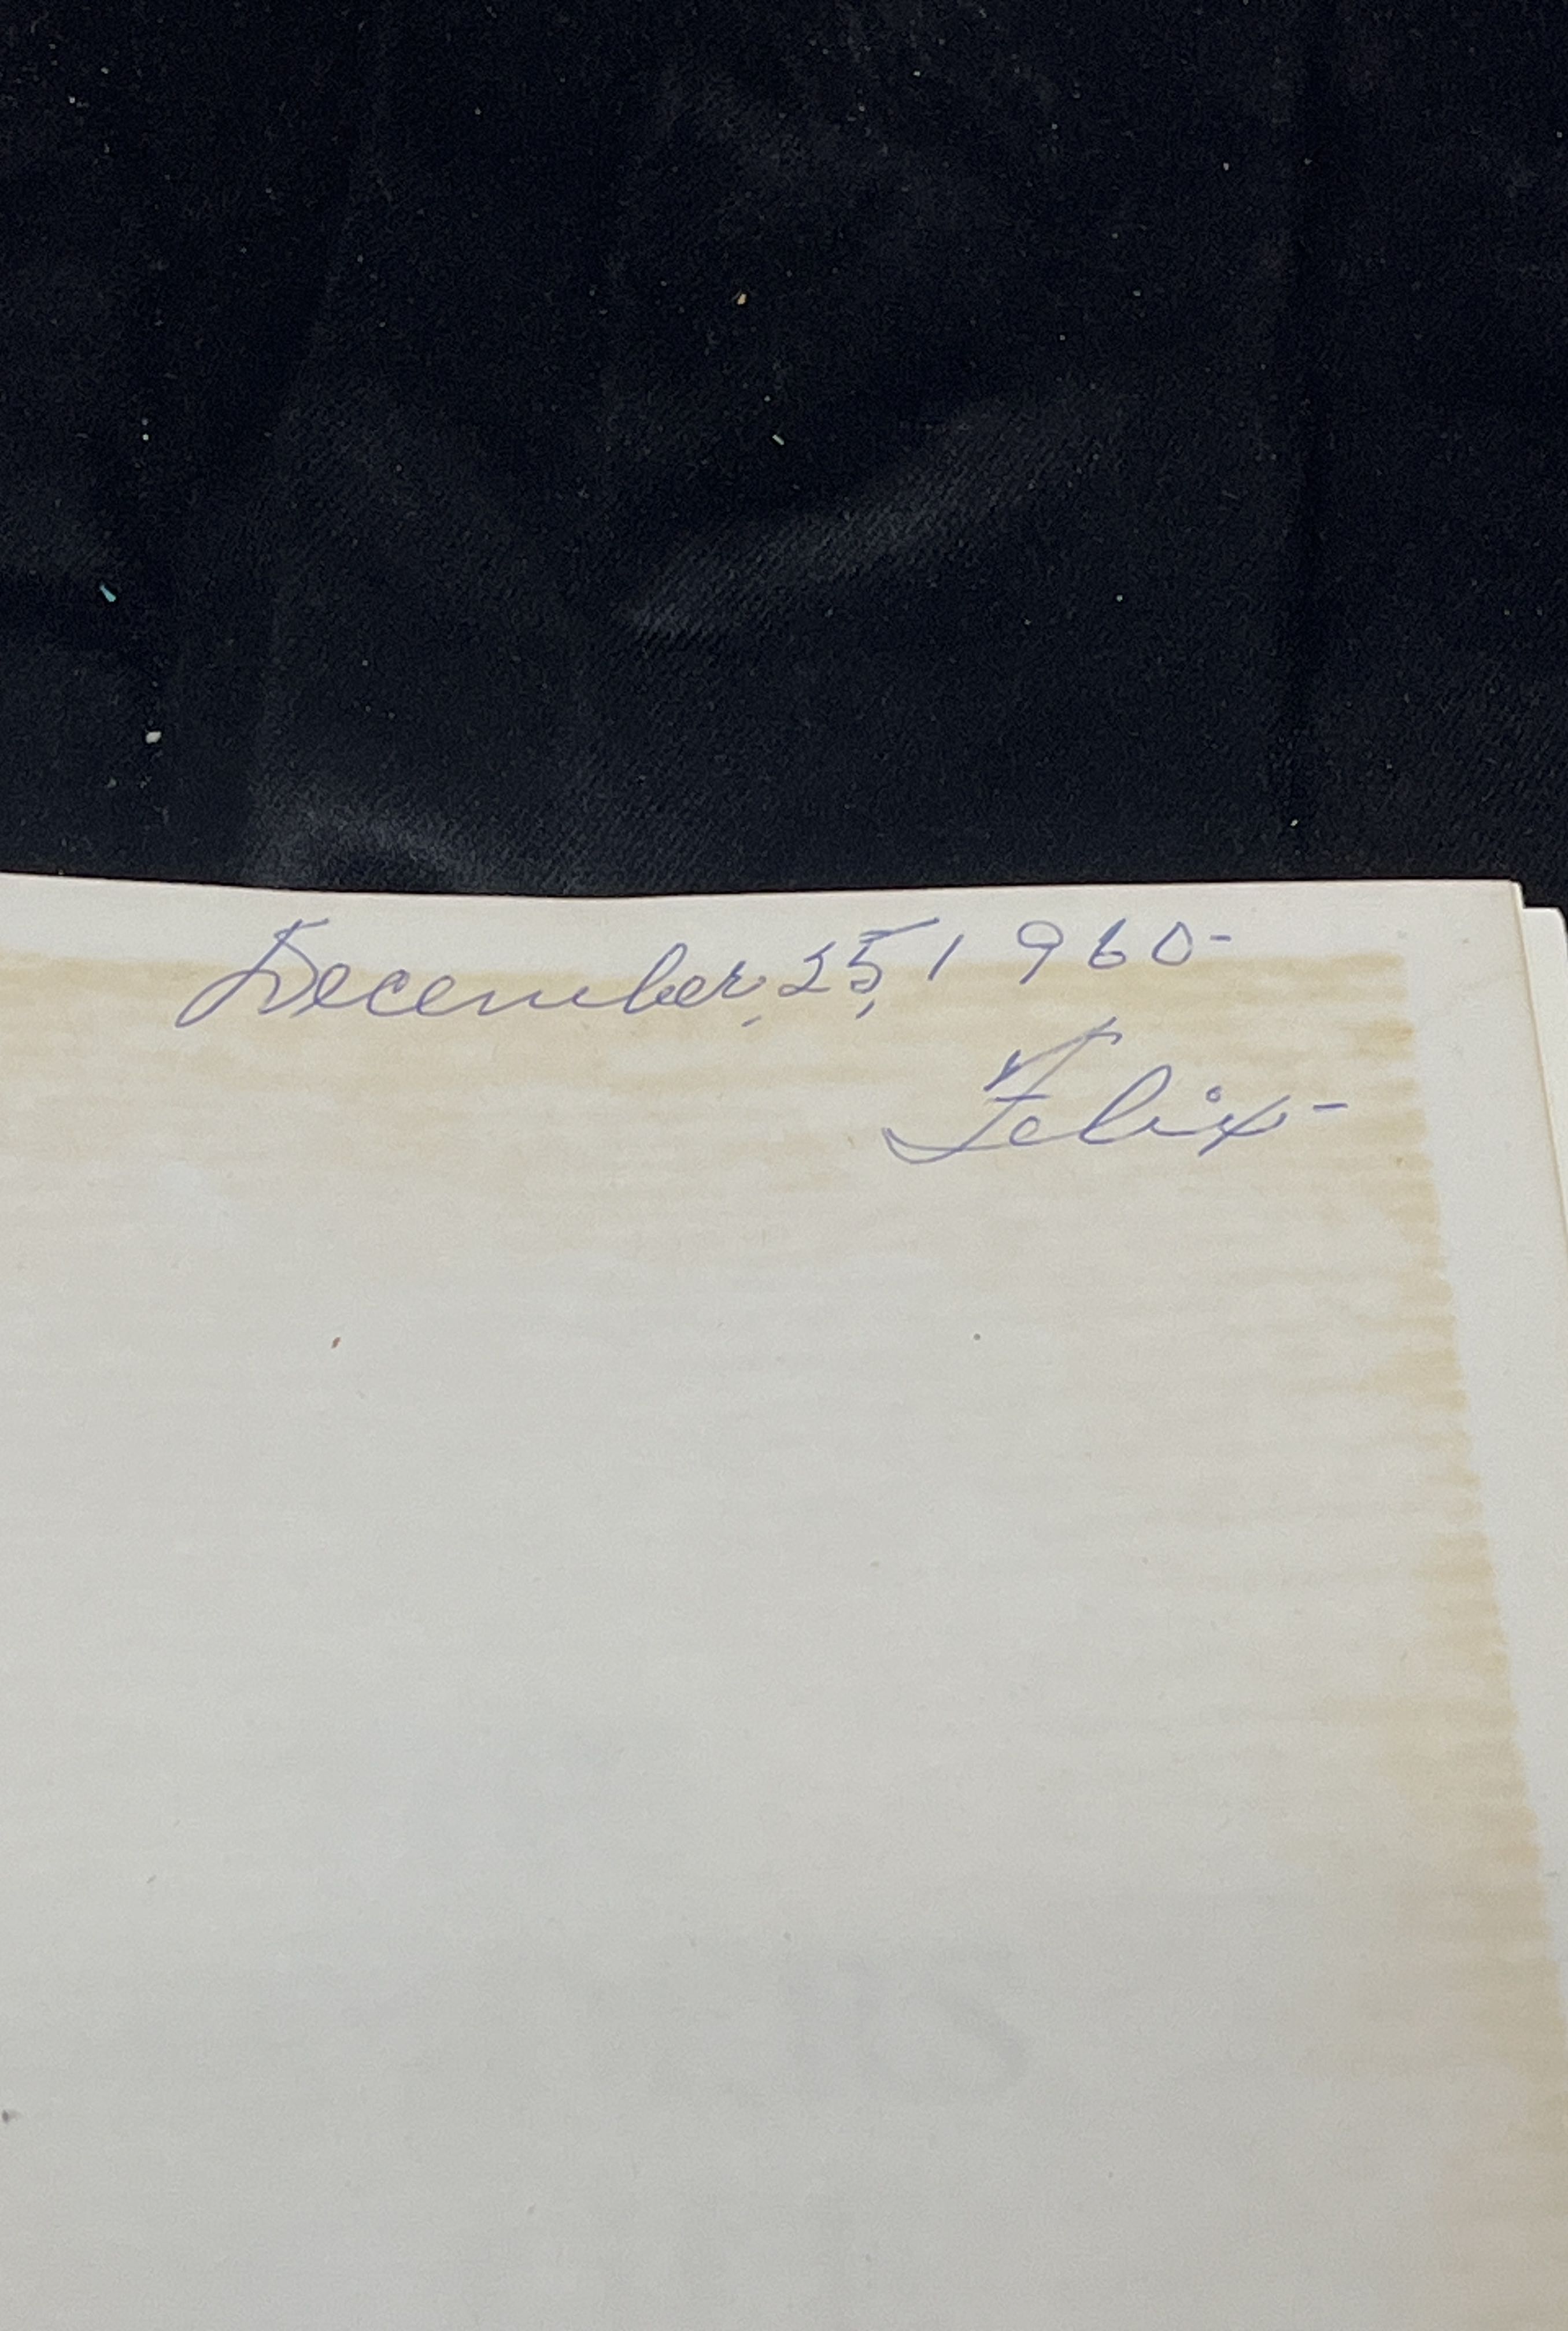 December, 25, 1960-
Felix-